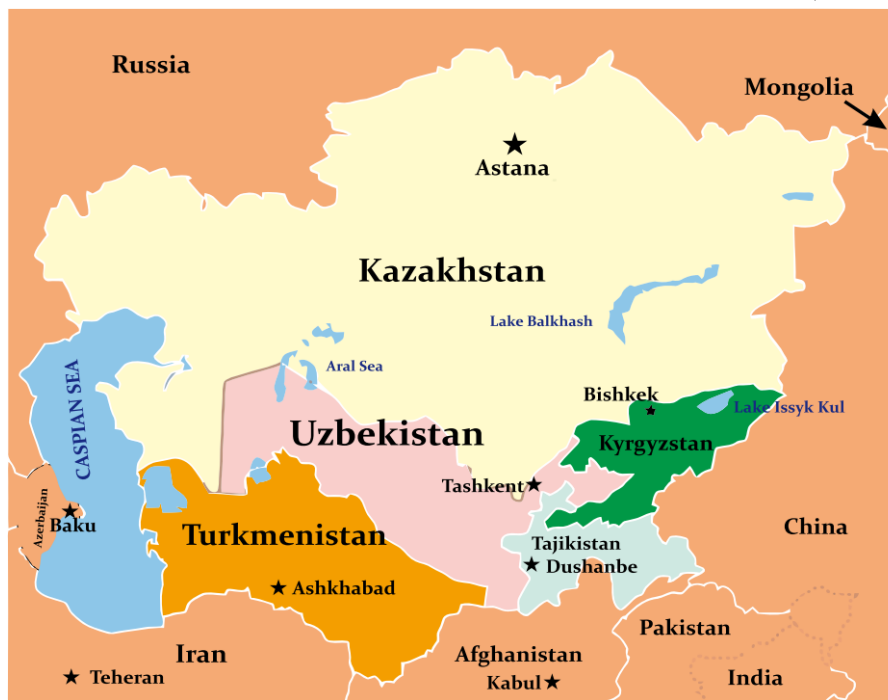 Russia
Mongolia
Astana
Kazakhstan
Lake Balkhash
Aral Sea
CASPIAN SEA
Bishkek
Lake Issyk Kul
Uzbekistan
Kyrgyzstan
Tashkent
Azerbaijan
Baku
Turkmenistan
China
Tajikistan
Dushanbe
Ashkhabad
Pakistan
Iran
Afghanistan
Teheran
Kabul
India